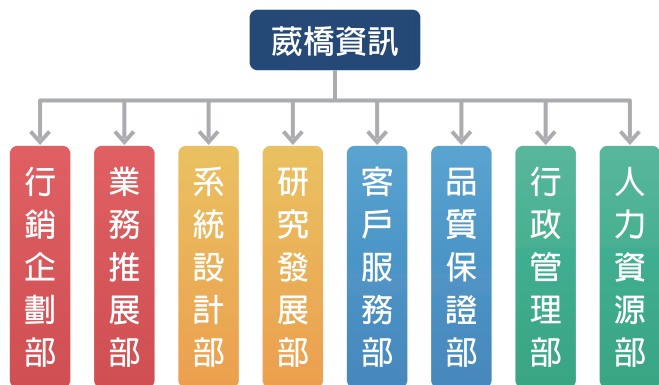 葳橋資訊
行銷企劃部
業務推展部
系統設計部
研究發展部
客戶服務部
品質保證部
行政管理部
人力資源部